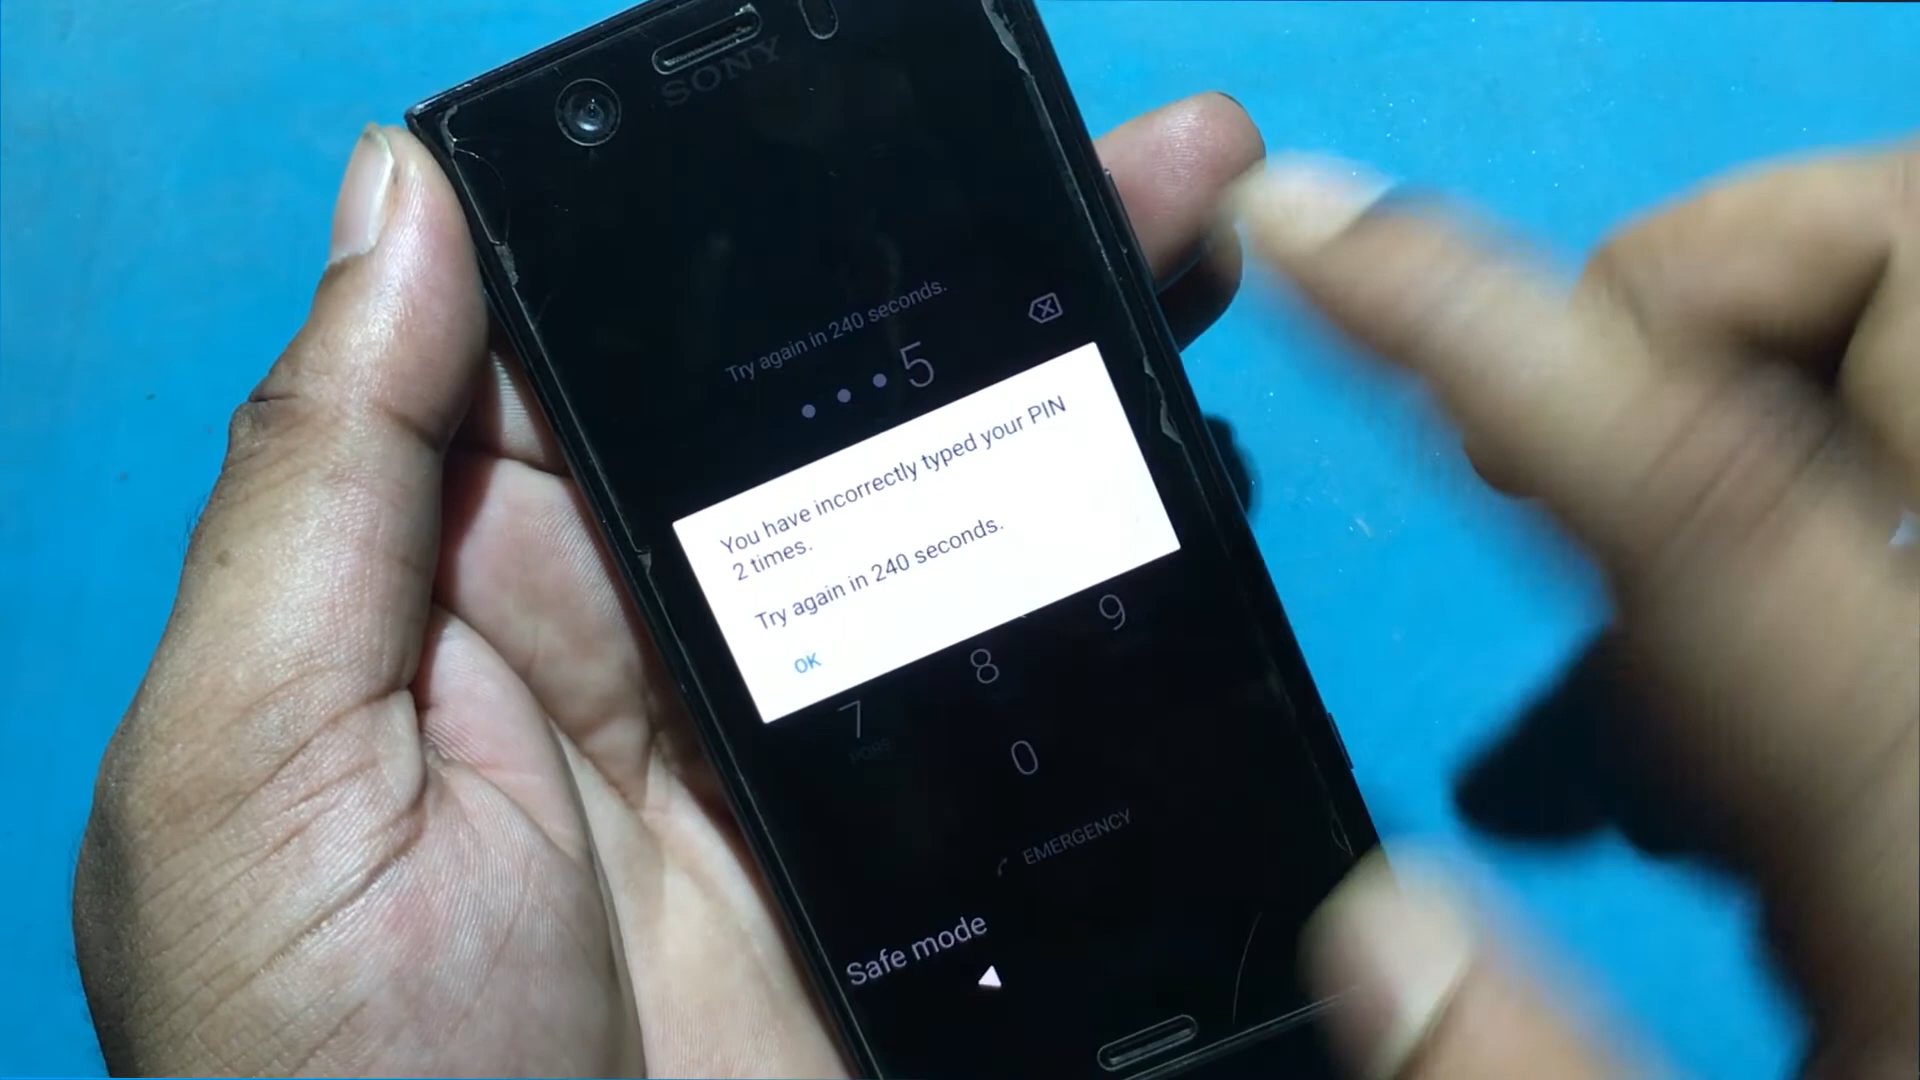 SONY
Try again in 240 seconds.
5
You have incorrectly typed your PIN
2 times.
Try again in 240 seconds.
OK
7 8 9
PQRS
0
EMERGENCY
Safe mode